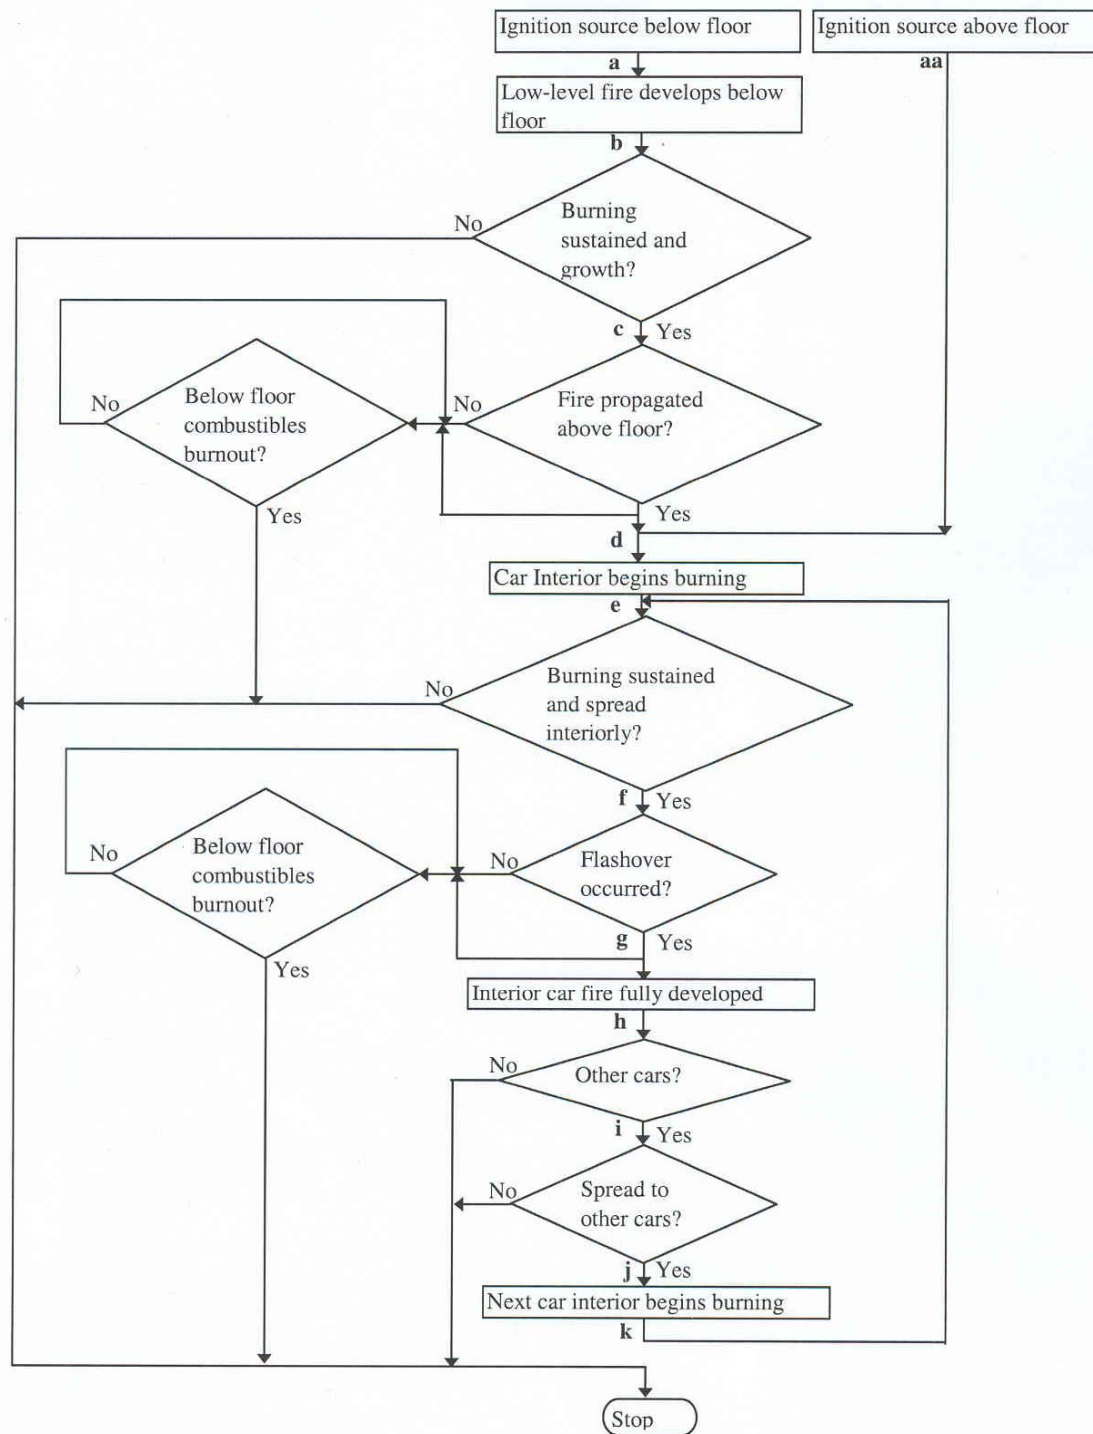 Ignition source below floor
Ignition source above floor
a
aa
Low-level fire develops below
floor
b
No
Burning
sustained and
growth?
c
Yes
No
Below floor
combustibles
burnout?
No
Fire propagated
above floor?
Yes
Yes
d
Car Interior begins burning
e
No
Burning sustained
and spread
interiorly?
f
Yes
No
Below floor
combustibles
burnout?
No
Flashover
occurred?
g
Yes
Yes
Interior car fire fully developed
h
No
Other cars?
i
Yes
No
Spread to
other cars?
j
Yes
Next car interior begins burning
k
Stop